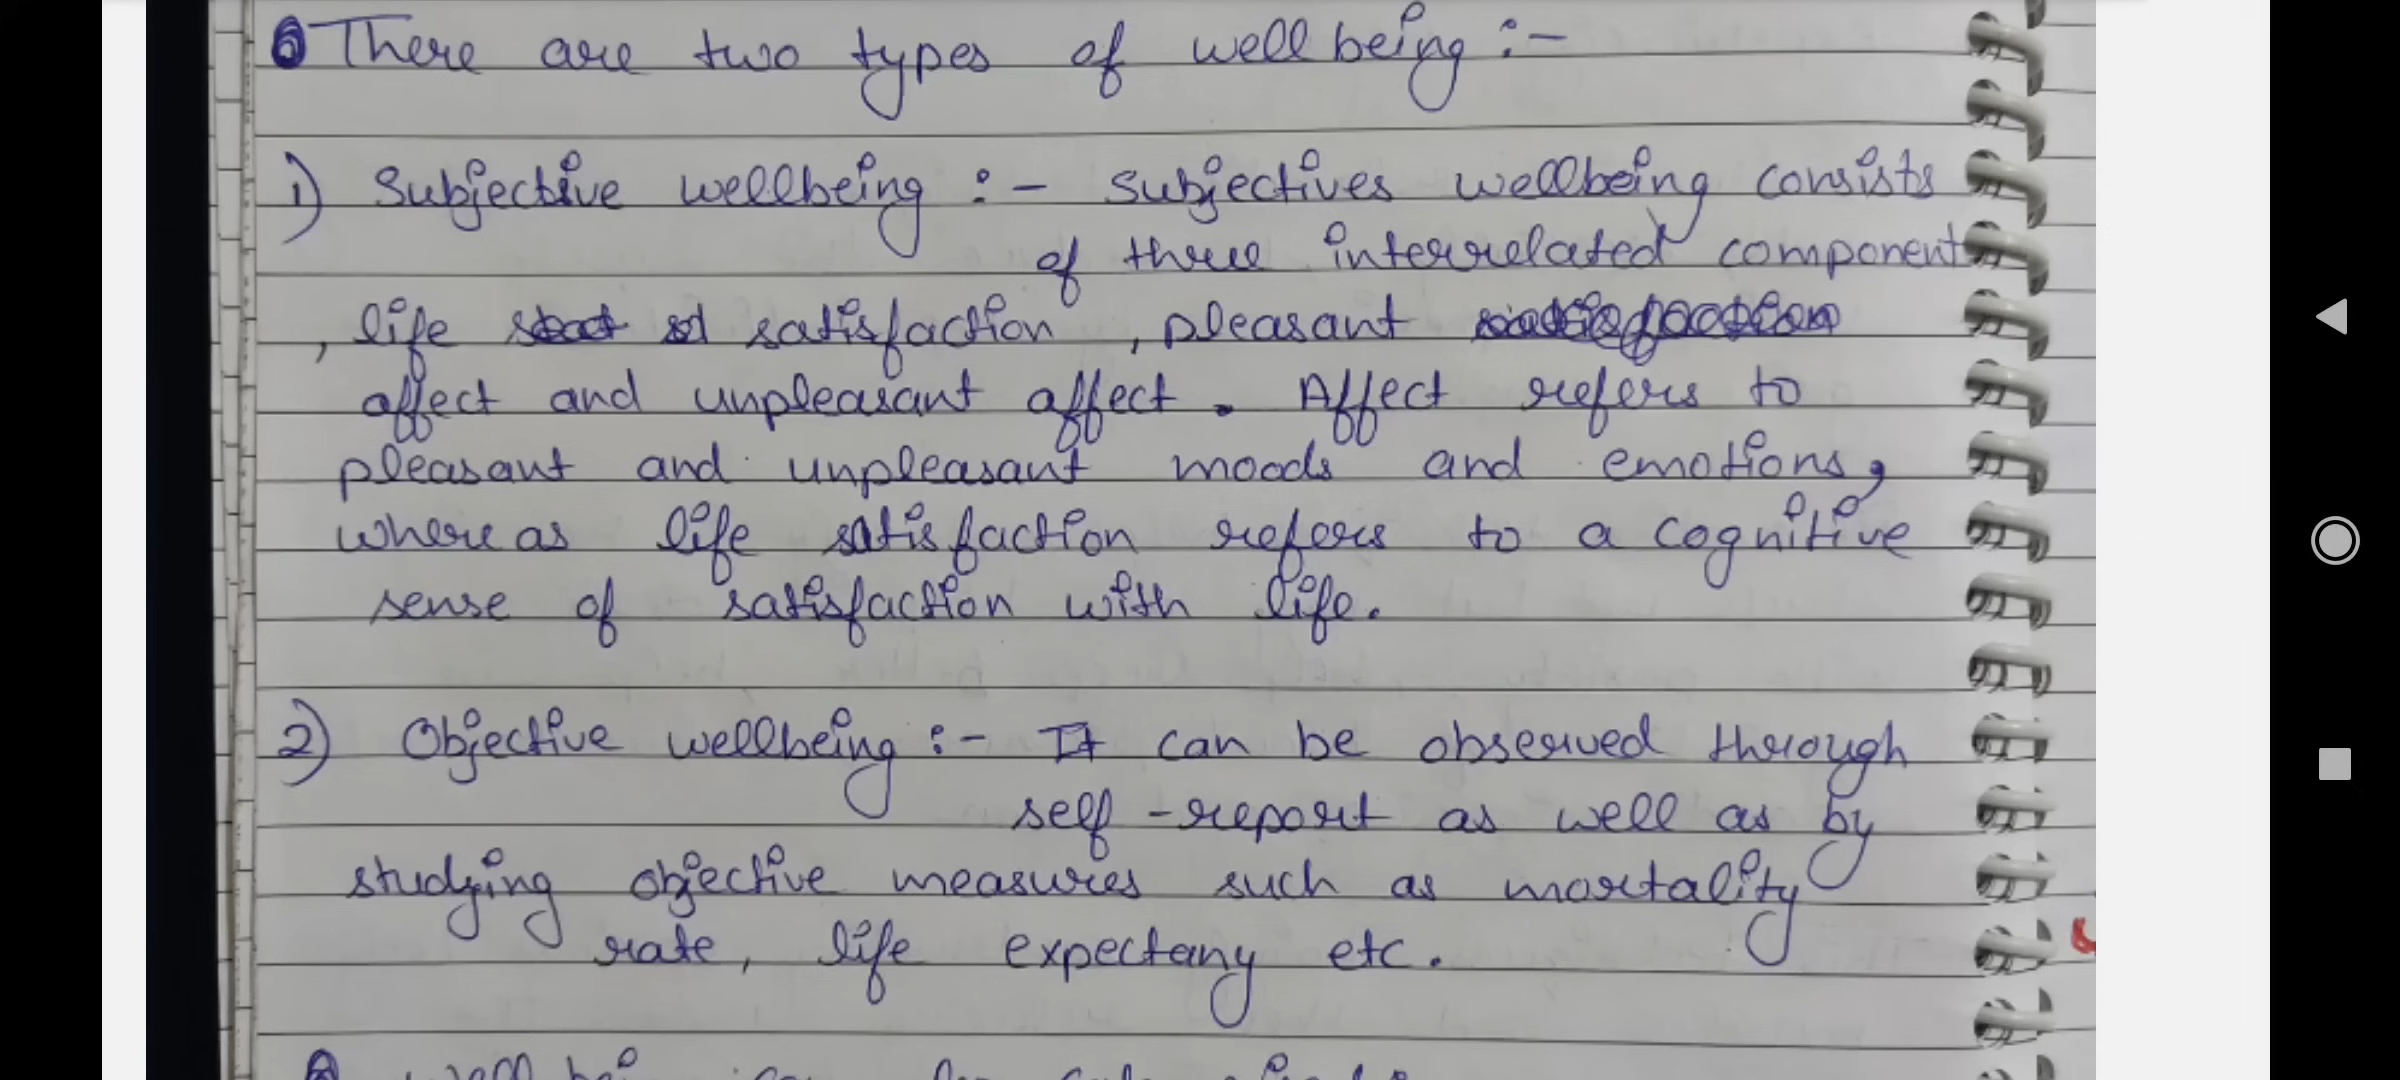 There are two types of well being :-
1) Subjective wellbeing :- subjectives wellbeing consists
of three interrelated component
, life satisfaction , pleasant
affect and unpleasant affect. Affect refers to
pleasant and unpleasant moods and emotions,
where as life satisfaction refers to a cognitive
sense of satisfaction with life.
2) Objective wellbeing :- It can be observed through
self-report as well as by
studying objective measures such as mortality
rate, life expectany etc.